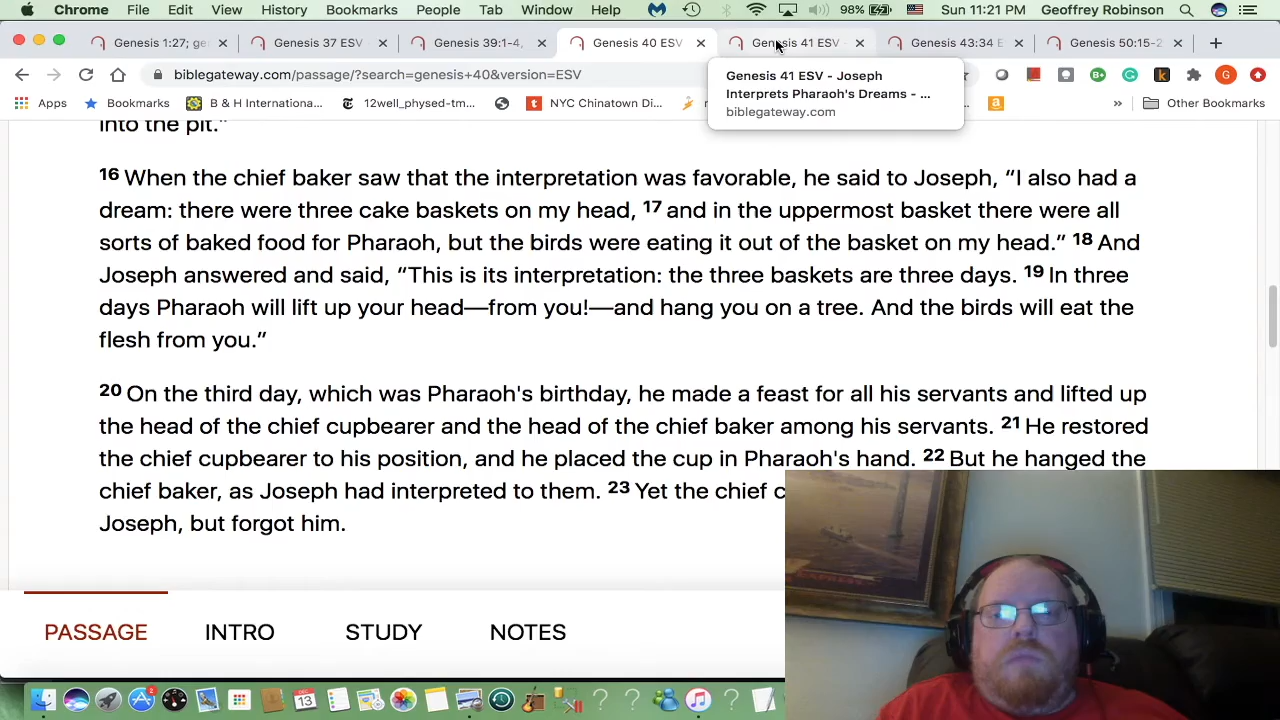 Chrome File Edit View History Bookmarks People Tab Window Help 98% Sun 11:21 PM Geoffrey Robinson
Genesis 1:27; ge Genesis 37 ESV Genesis 39:1-4, Genesis 40 ESV Genesis 41 ESV Genesis 43:34 E Genesis 50:15-2
biblegateway.com/passage/?search=genesis+40&version=ESV
Genesis 41 ESV - Joseph
Interprets Pharaoh's Dreams - ...
biblegateway.com
Apps Bookmarks B & H Internationa... 12well_physed-tm... NYC Chinatown Di... » Other Bookmarks
into the pit.”
16 When the chief baker saw that the interpretation was favorable, he said to Joseph, “I also had a
dream: there were three cake baskets on my head, 17 and in the uppermost basket there were all
sorts of baked food for Pharaoh, but the birds were eating it out of the basket on my head.” 18 And
Joseph answered and said, “This is its interpretation: the three baskets are three days. 19 In three
days Pharaoh will lift up your head—from you!—and hang you on a tree. And the birds will eat the
flesh from you.”
20 On the third day, which was Pharaoh's birthday, he made a feast for all his servants and lifted up
the head of the chief cupbearer and the head of the chief baker among his servants. 21 He restored
the chief cupbearer to his position, and he placed the cup in Pharaoh's hand. 22 But he hanged the
chief baker, as Joseph had interpreted to them. 23 Yet the chief c
Joseph, but forgot him.
PASSAGE INTRO STUDY NOTES